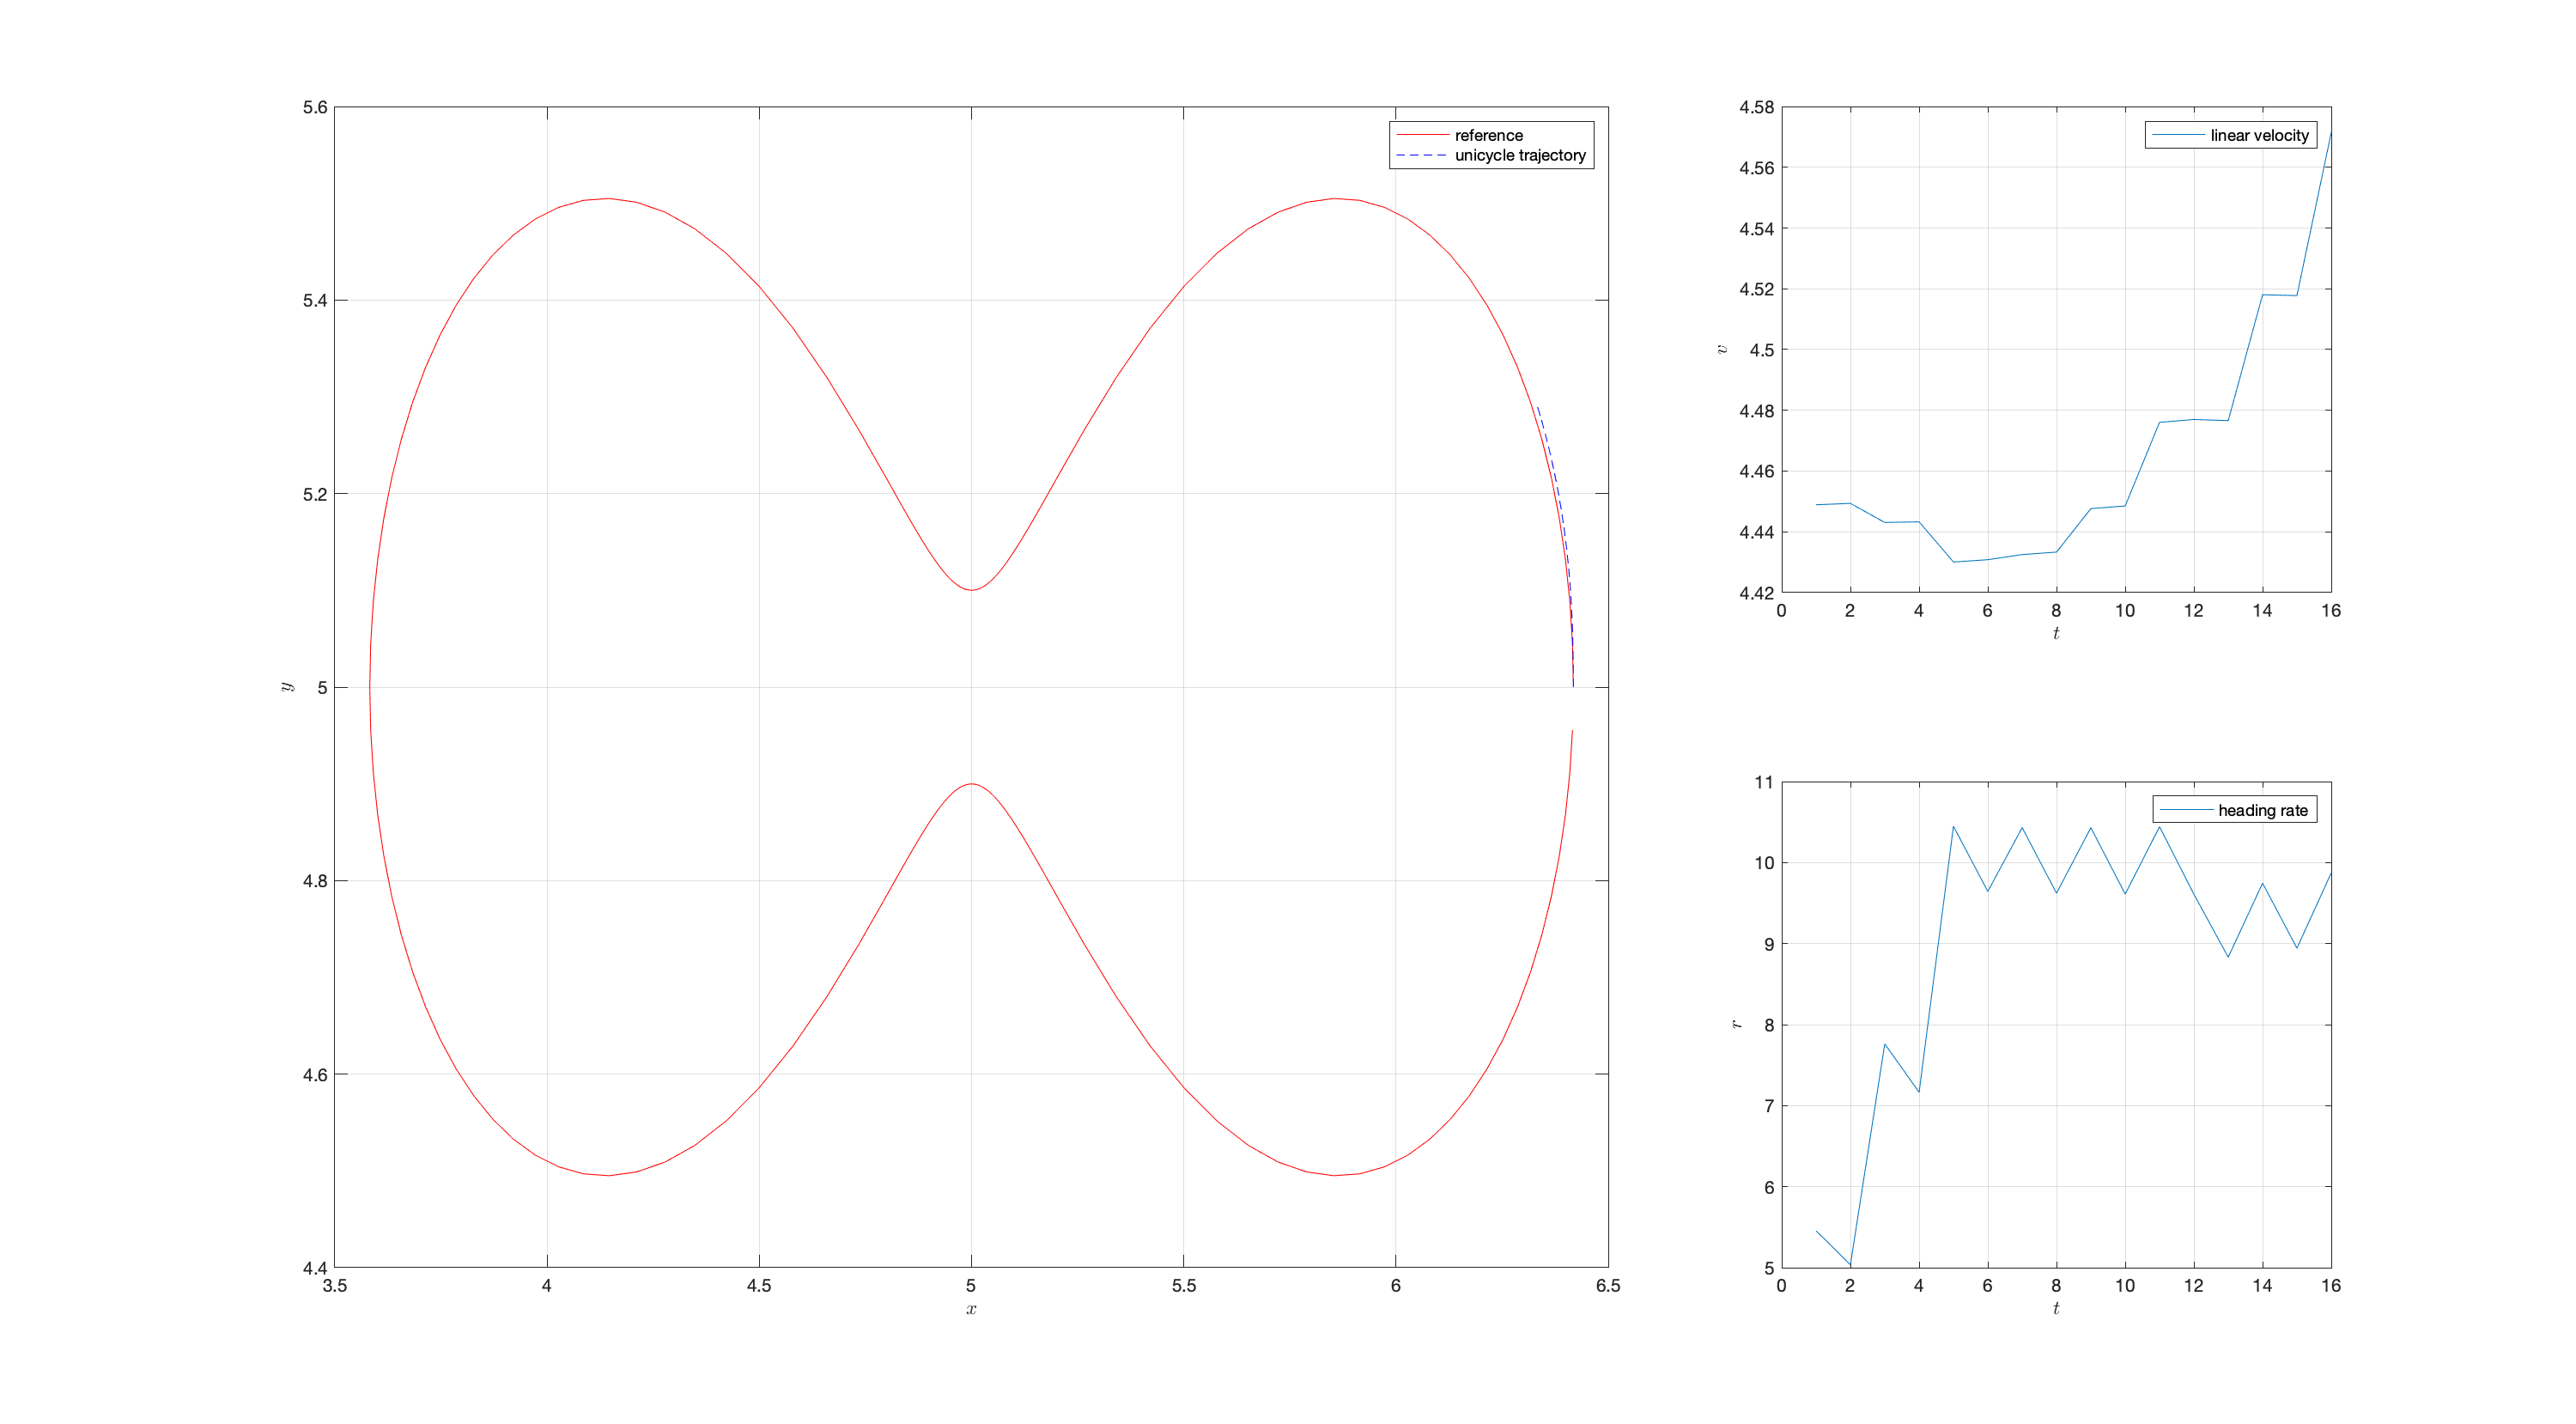 5.6
5.4
5.2
5
4.8
4.6
4.4
3.5 4 4.5 5 5.5 6 6.5
x
y
reference
unicycle trajectory
4.58
4.56
4.54
4.52
4.5
4.48
4.46
4.44
4.42
0 2 4 6 8 10 12 14 16
t
v
linear velocity
11
10
9
8
7
6
5
0 2 4 6 8 10 12 14 16
t
r
heading rate